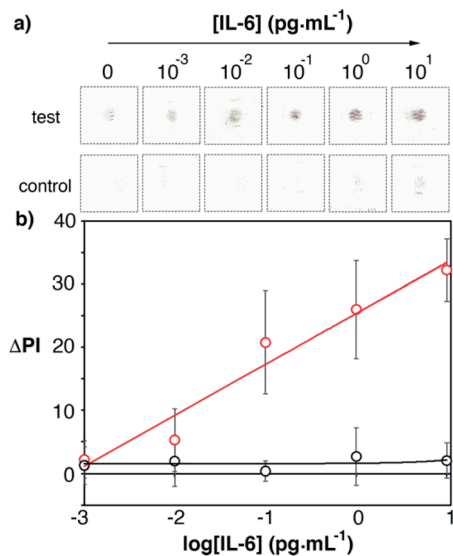 a) [IL-6] (pg·mL⁻¹)
0 10⁻³ 10⁻² 10⁻¹ 10⁰ 10¹
test
control
b) 40
30
ΔPI 20
10
0
-3 -2 -1 0 1
log[IL-6] (pg·mL⁻¹)